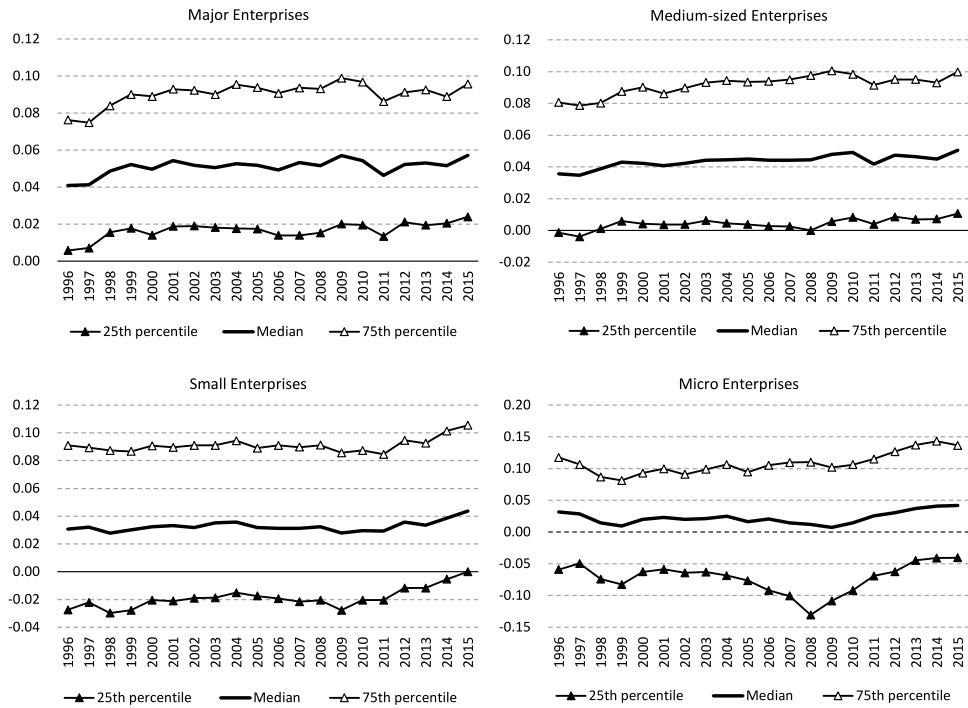 Major Enterprises
0.12
0.10
0.08
0.06
0.04
0.02
0.00
1996 1997 1998 1999 2000 2001 2002 2003 2004 2005 2006 2007 2008 2009 2010 2011 2012 2013 2014 2015
25th percentile Median 75th percentile
Medium-sized Enterprises
0.12
0.10
0.08
0.06
0.04
0.02
0.00
-0.02
1996 1997 1998 1999 2000 2001 2002 2003 2004 2005 2006 2007 2008 2009 2010 2011 2012 2013 2014 2015
25th percentile Median 75th percentile
Small Enterprises
0.12
0.10
0.08
0.06
0.04
0.02
0.00
-0.02
-0.04
1996 1997 1998 1999 2000 2001 2002 2003 2004 2005 2006 2007 2008 2009 2010 2011 2012 2013 2014 2015
25th percentile Median 75th percentile
Micro Enterprises
0.20
0.15
0.10
0.05
0.00
-0.05
-0.10
-0.15
1996 1997 1998 1999 2000 2001 2002 2003 2004 2005 2006 2007 2008 2009 2010 2011 2012 2013 2014 2015
25th percentile Median 75th percentile